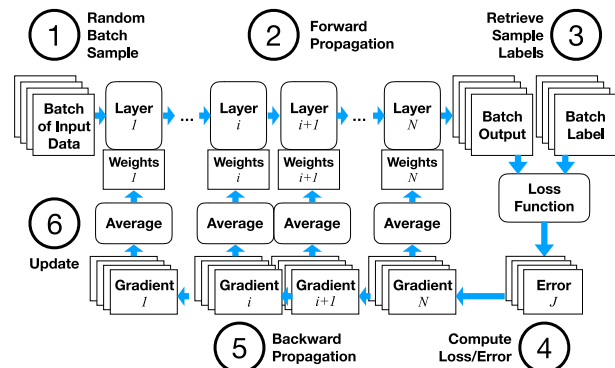 1
Random
Batch
Sample
2
Forward
Propagation
Retrieve
Sample
Labels
3
Batch
of Input
Data
Layer
1
...
Layer
i
Layer
i+1
...
Layer
N
Batch
Output
Batch
Label
Weights
1
Weights
i
Weights
i+1
Weights
N
Loss
Function
6
Update
Average
Average
Average
Average
Gradient
1
Gradient
i
Gradient
i+1
Gradient
N
Error
J
5
Backward
Propagation
Compute
Loss/Error
4